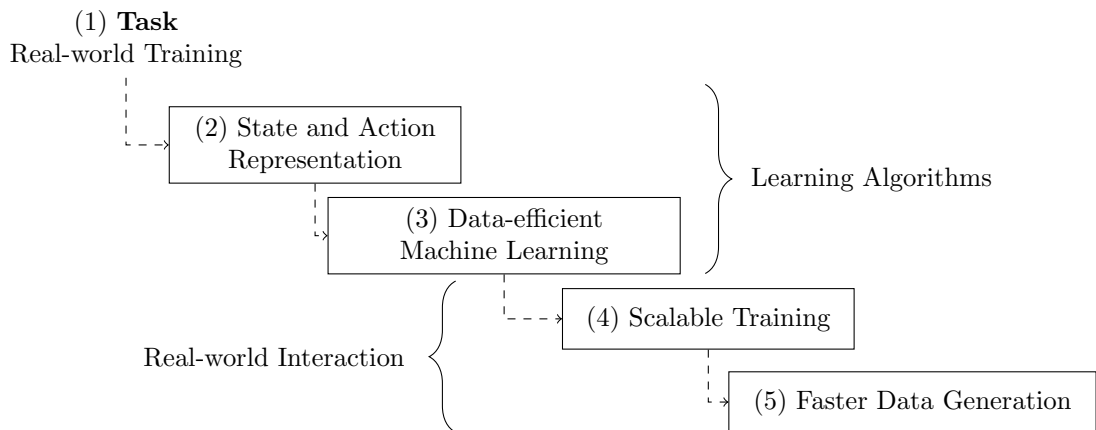 (1) Task
Real-world Training
(2) State and Action
Representation
Learning Algorithms
(3) Data-efficient
Machine Learning
(4) Scalable Training
Real-world Interaction
(5) Faster Data Generation